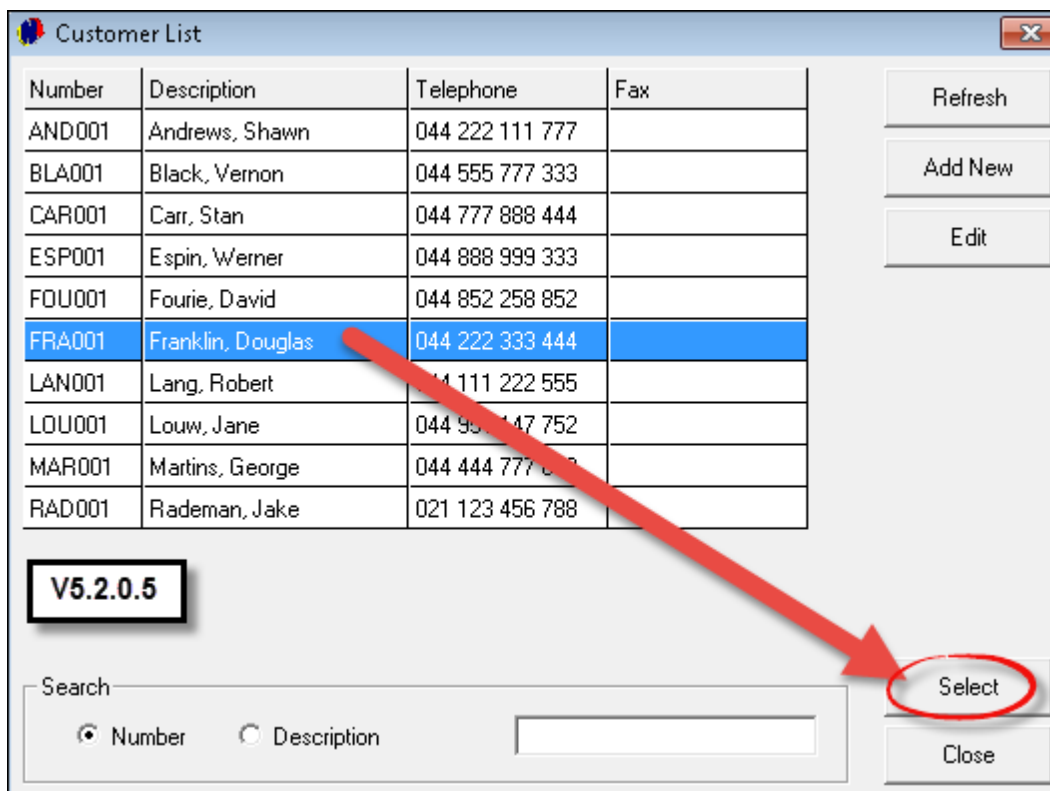 Customer List
Number Description Telephone Fax
AND001 Andrews, Shawn 044 222 111 777
BLA001 Black, Vernon 044 555 777 333
CAR001 Carr, Stan 044 777 888 444
ESP001 Espin, Werner 044 888 999 333
FOU001 Fourie, David 044 852 258 852
FRA001 Franklin, Douglas 044 222 333 444
LAN001 Lang, Robert 111 222 555
LOU001 Louw, Jane 044 752
MAR001 Martins, George 044 444 777
RAD001 Rademan, Jake 021 123 456 788
Refresh
Add New
Edit
V5.2.0.5
Search
Number Description
Select
Close